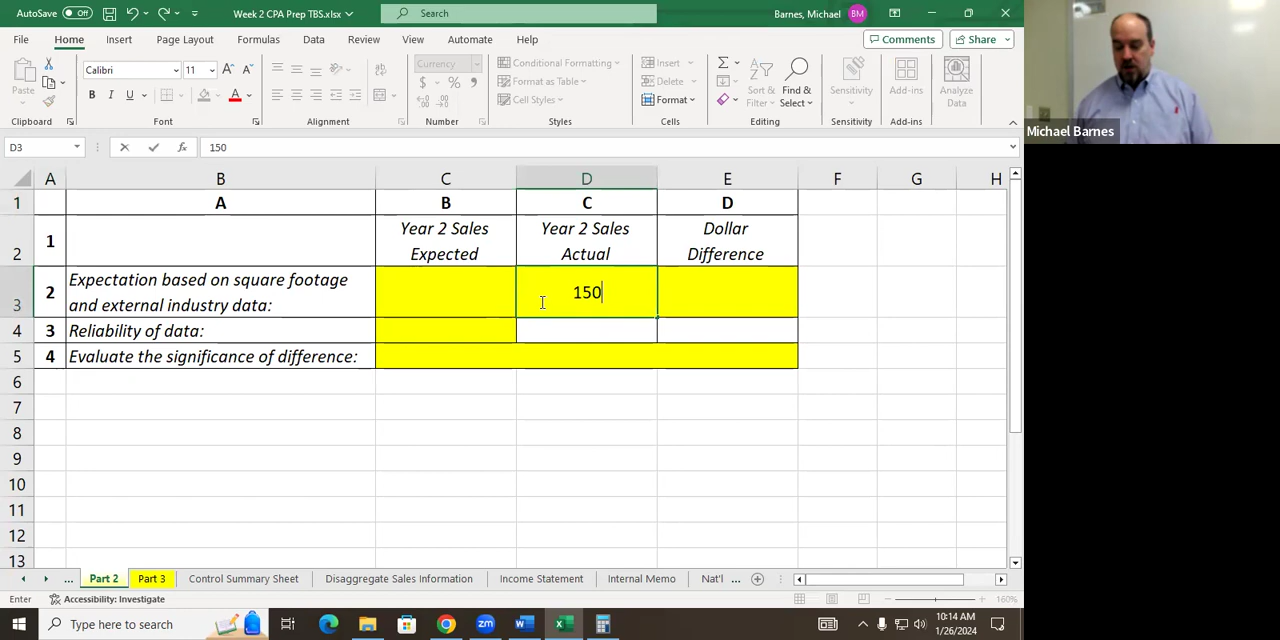 AutoSave Off Week 2 CPA Prep TBS.xlsx Search Barnes, Michael BM
File Home Insert Page Layout Formulas Data Review View Automate Help Comments Share
Paste Calibri 11 Currency Conditional Formatting Insert Sort & Find & Sensitivity Add-ins Analyze
Format as Table Delete Filter Select Data
B I U A $ % Cell Styles Format
Clipboard Font Alignment Number Styles Cells Editing Sensitivity Add-ins
Michael Barnes
D3 fx 150
A B C D E F G H
1 A B C D
2 1 Year 2 Sales Year 2 Sales Dollar
Expected Actual Difference
3 2 Expectation based on square footage 150
and external industry data:
4 3 Reliability of data:
5 4 Evaluate the significance of difference:
6
7
8
9
10
11
12
13
... Part 2 Part 3 Control Summary Sheet Disaggregate Sales Information Income Statement Internal Memo Nat'l ...
Enter Accessibility: Investigate 160%
Type here to search 10:14 AM
1/26/2024